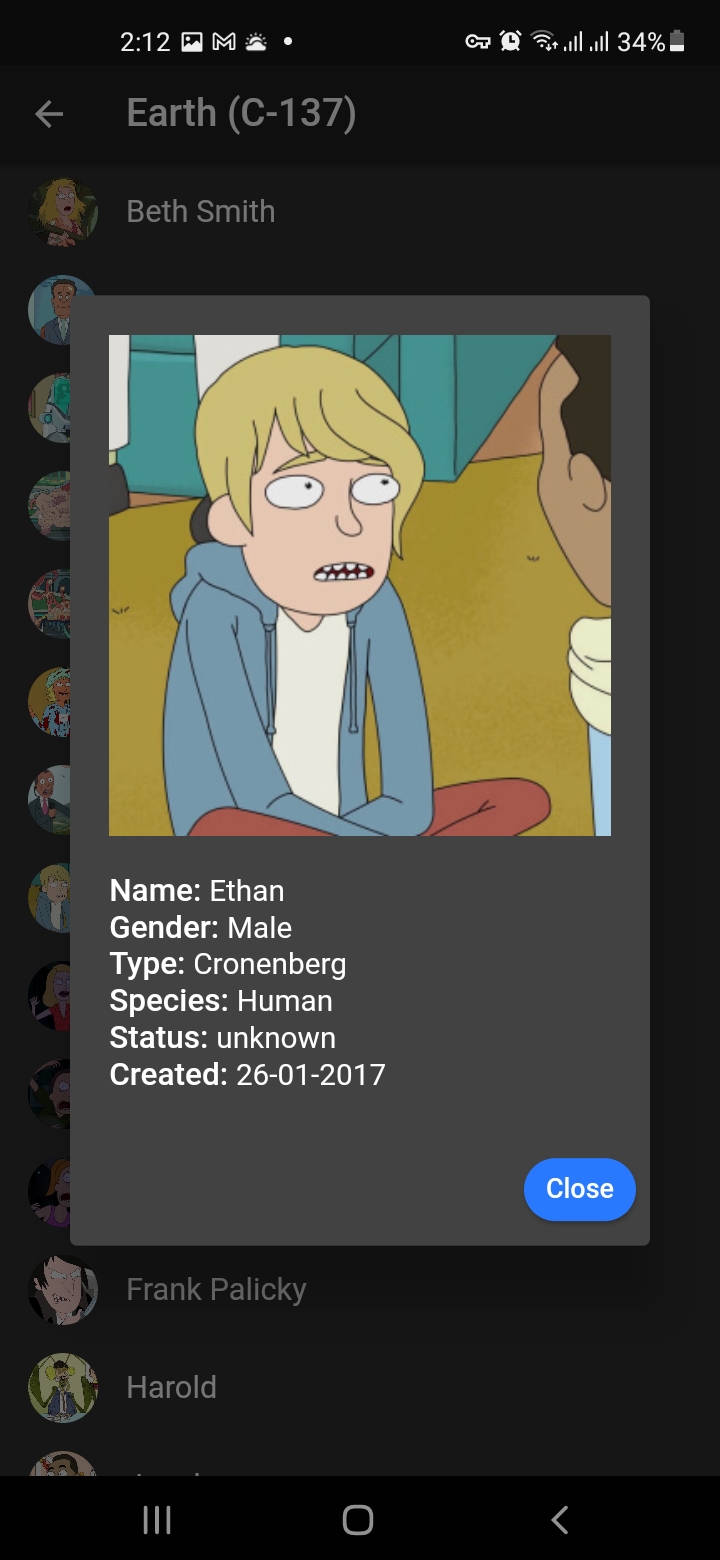 2:12 34%
Earth (C-137)
Beth Smith
Name: Ethan
Gender: Male
Type: Cronenberg
Species: Human
Status: unknown
Created: 26-01-2017
Close
Frank Palicky
Harold